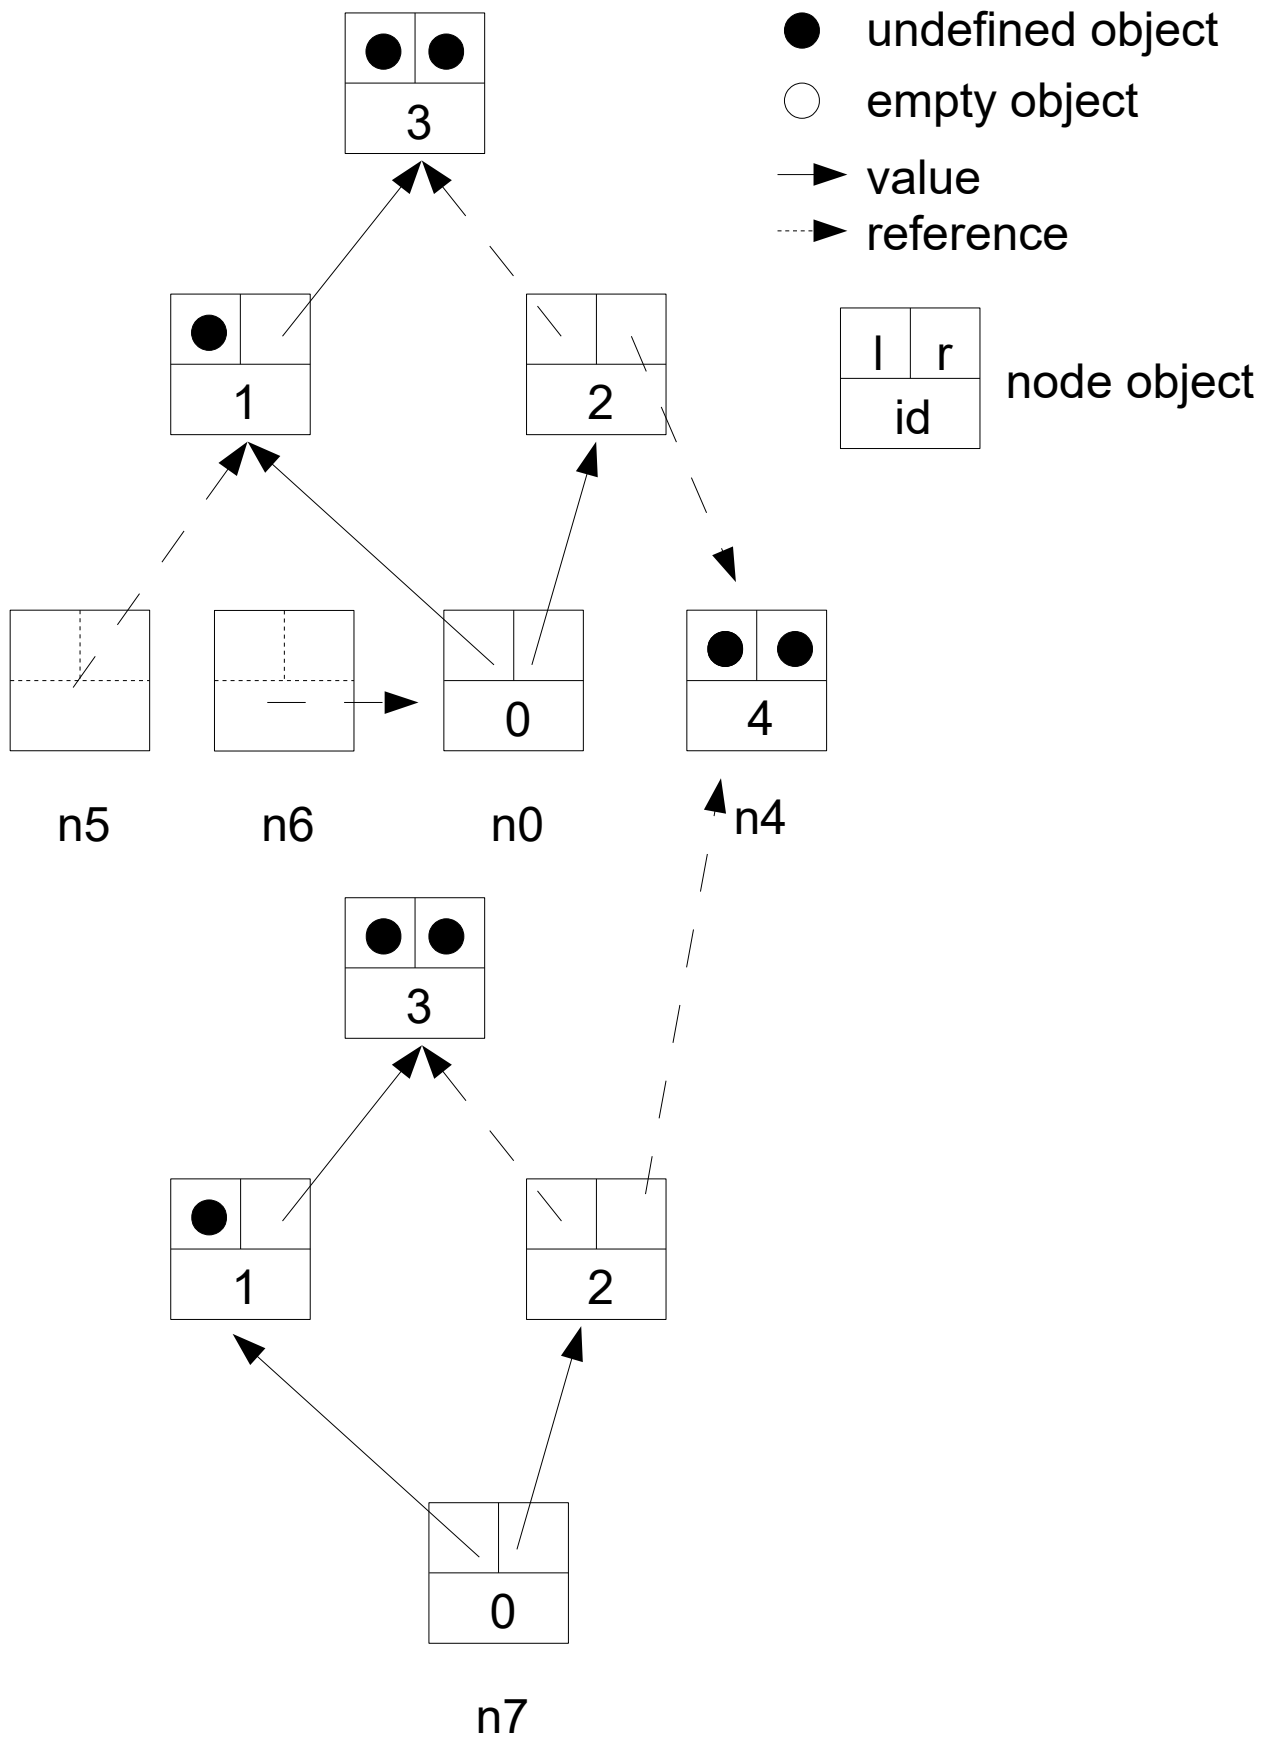 undefined object
3
empty object
value
reference
1
2
l r
id
node object
0
4
n5 n6 n0 n4
3
1
2
0
n7